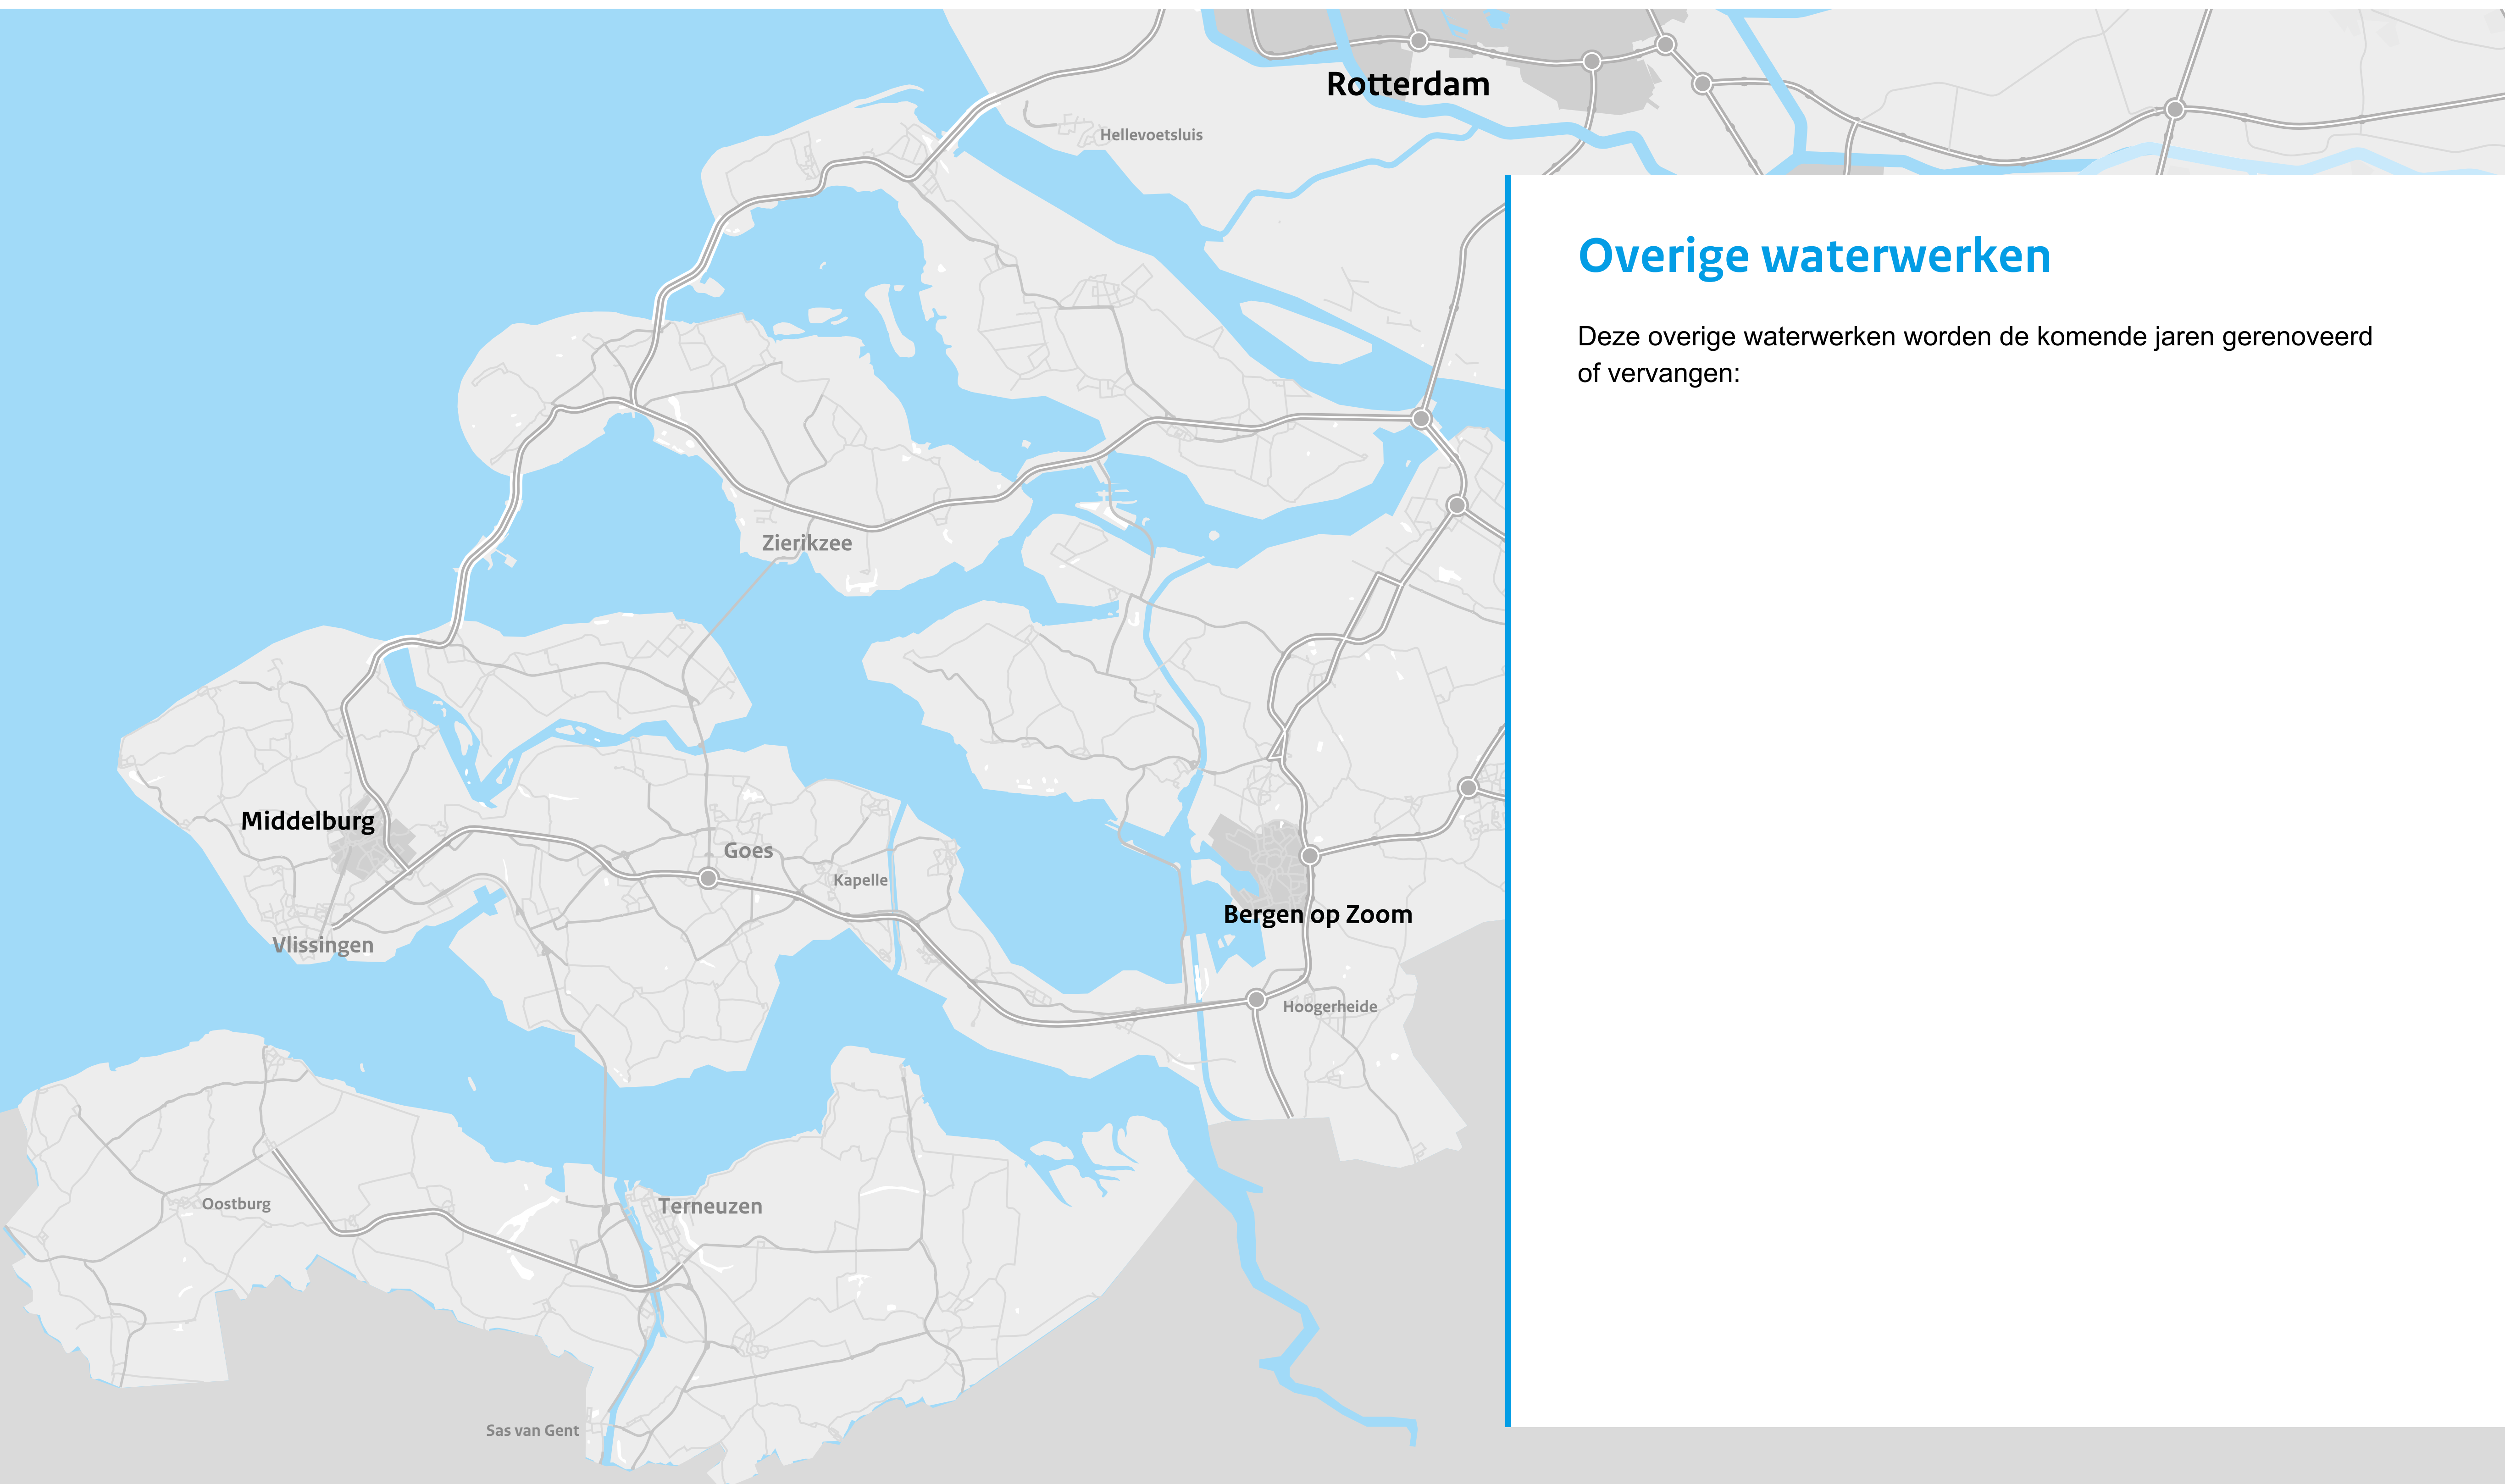 Rotterdam
Hellevoetsluis
Overige waterwerken
Deze overige waterwerken worden de komende jaren gerenoveerd
of vervangen:
Zierikzee
Middelburg
Goes
Kapelle
Bergen op Zoom
Vlissingen
Hoogerheide
Oostburg
Terneuzen
Sas van Gent